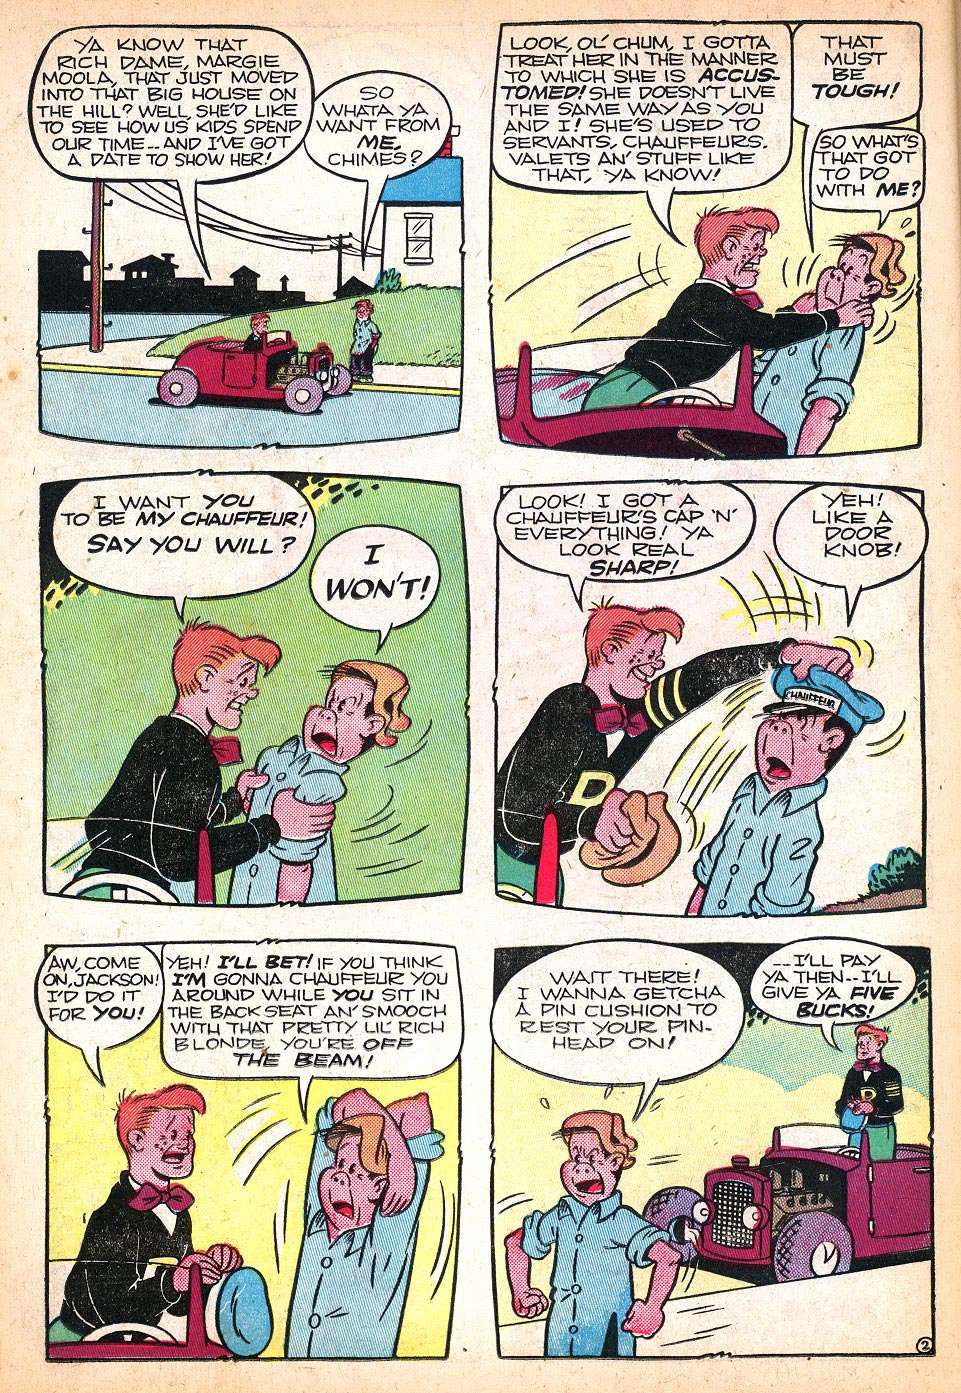 YA KNOW THAT
RICH DAME, MARGIE
MOOLA, THAT JUST MOVED
INTO THAT BIG HOUSE ON
THE HILL? WELL, SHE'D LIKE
TO SEE HOW US KIDS SPEND
OUR TIME -- AND I'VE GOT
A DATE TO SHOW HER!
SO
WHATA YA
WANT FROM
ME,
CHIMES?
LOOK, OL' CHUM, I GOTTA
TREAT HER IN THE MANNER
TO WHICH SHE IS ACCUS-
TOMED! SHE DOESN'T LIVE
THE SAME WAY AS YOU
AND I! SHE'S USED TO
SERVANTS, CHAUFFEURS,
VALETS AN' STUFF LIKE
THAT, YA KNOW!
THAT
MUST
BE
TOUGH!
SO WHAT'S
THAT GOT
TO DO
WITH ME?
I WANT YOU
TO BE MY CHAUFFEUR!
SAY YOU WILL?
I
WON'T!
LOOK! I GOT A
CHAUFFEUR'S CAP 'N'
EVERYTHING! YA
LOOK REAL
SHARP!
YEH!
LIKE A
DOOR
KNOB!
CHAUFFEUR
D
AW, COME
ON, JACKSON!
I'D DO IT
FOR YOU!
YEH! I'LL BET! IF YOU THINK
I'M GONNA CHAUFFEUR YOU
AROUND WHILE YOU SIT IN
THE BACK SEAT AN' SMOOCH
WITH THAT PRETTY LIL' RICH
BLONDE, YOU'RE OFF
THE BEAM!
WAIT THERE!
I WANNA GETCHA
A PIN CUSHION TO
REST YOUR PIN-
HEAD ON!
-- I'LL PAY
YA THEN -- I'LL
GIVE YA FIVE
BUCKS!
D
2